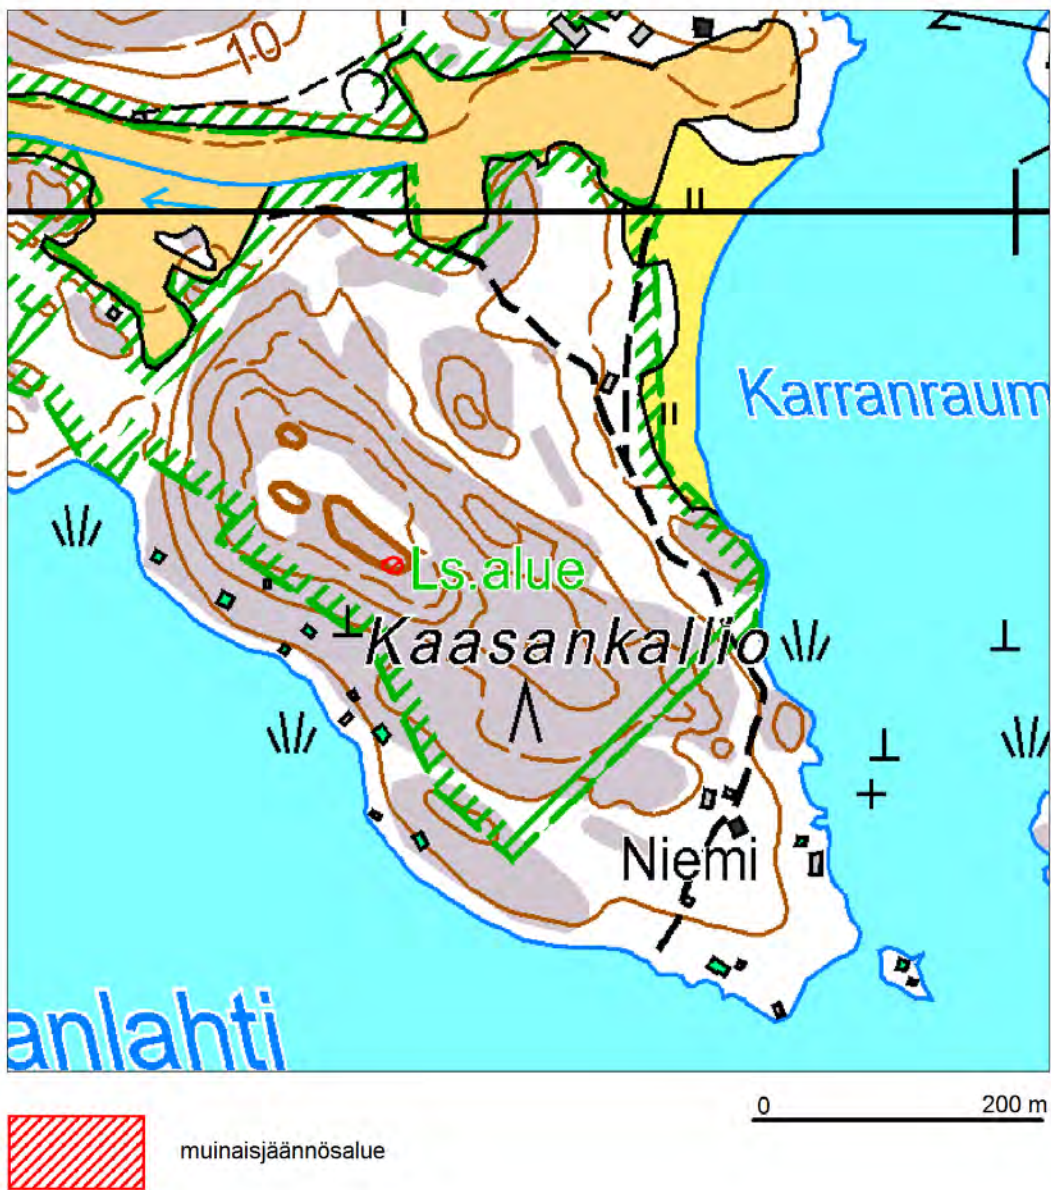 10
Karranraum
Ls.alue
Kaasankallio
Niemi
anlahti
0 200 m
muinaisjäännösalue